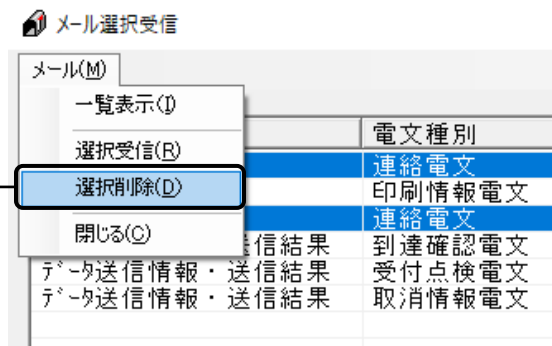 メール選択受信
メール(M)
一覧表示(I)
選択受信(R)
選択削除(D)
閉じる(C)
電文種別
連絡電文
印刷情報電文
連絡電文
信結果 到達確認電文
ﾃﾞｰﾀ送信情報・送信結果 受付点検電文
ﾃﾞｰﾀ送信情報・送信結果 取消情報電文